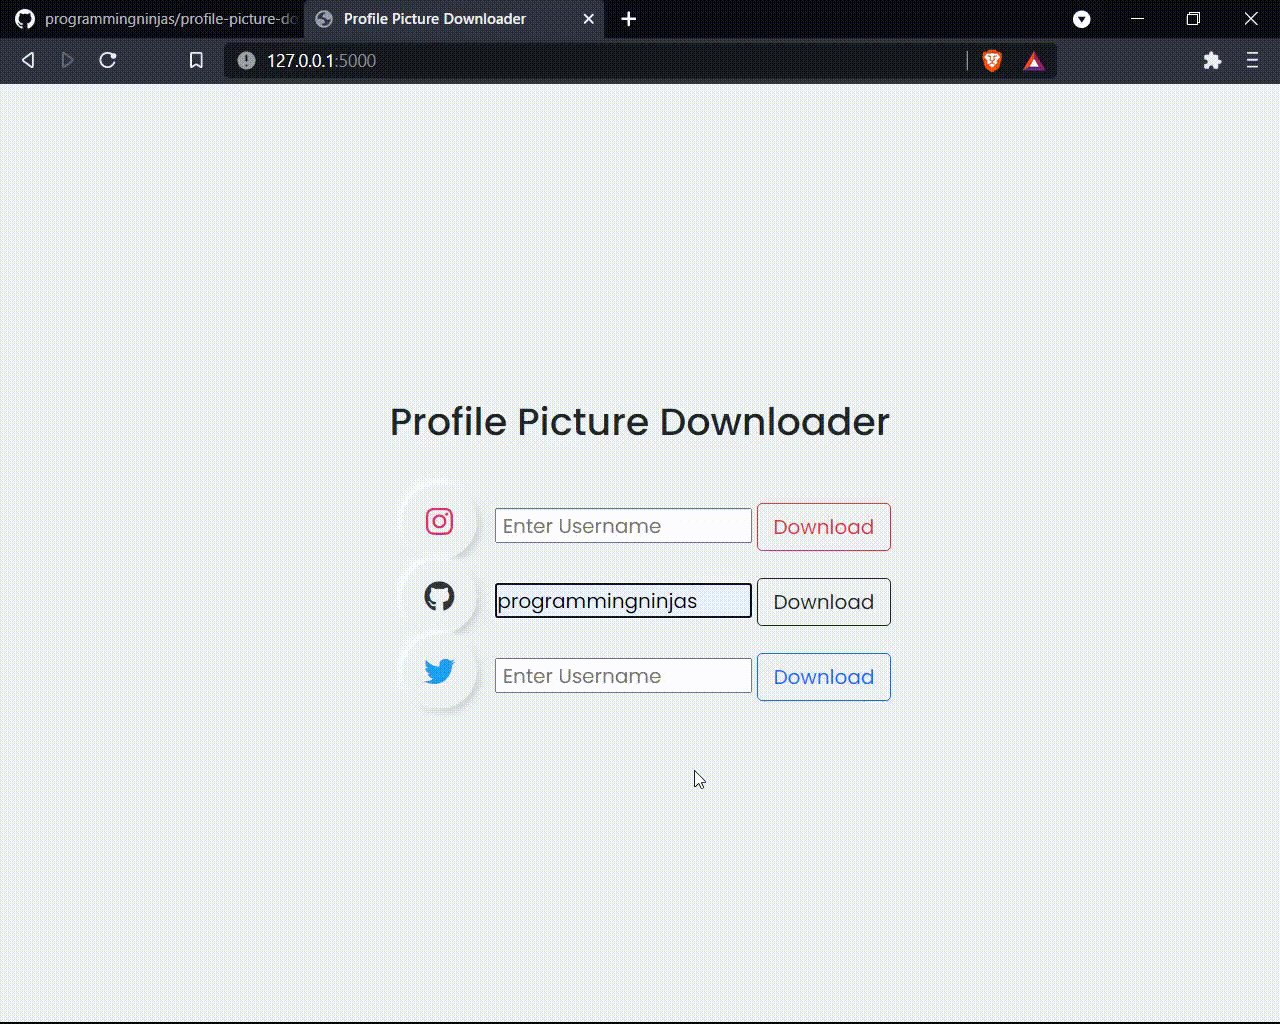 programmingninjas/profile-picture-do
Profile Picture Downloader
127.0.0.1:5000
Profile Picture Downloader
Enter Username Download
programmingninjas Download
Enter Username Download